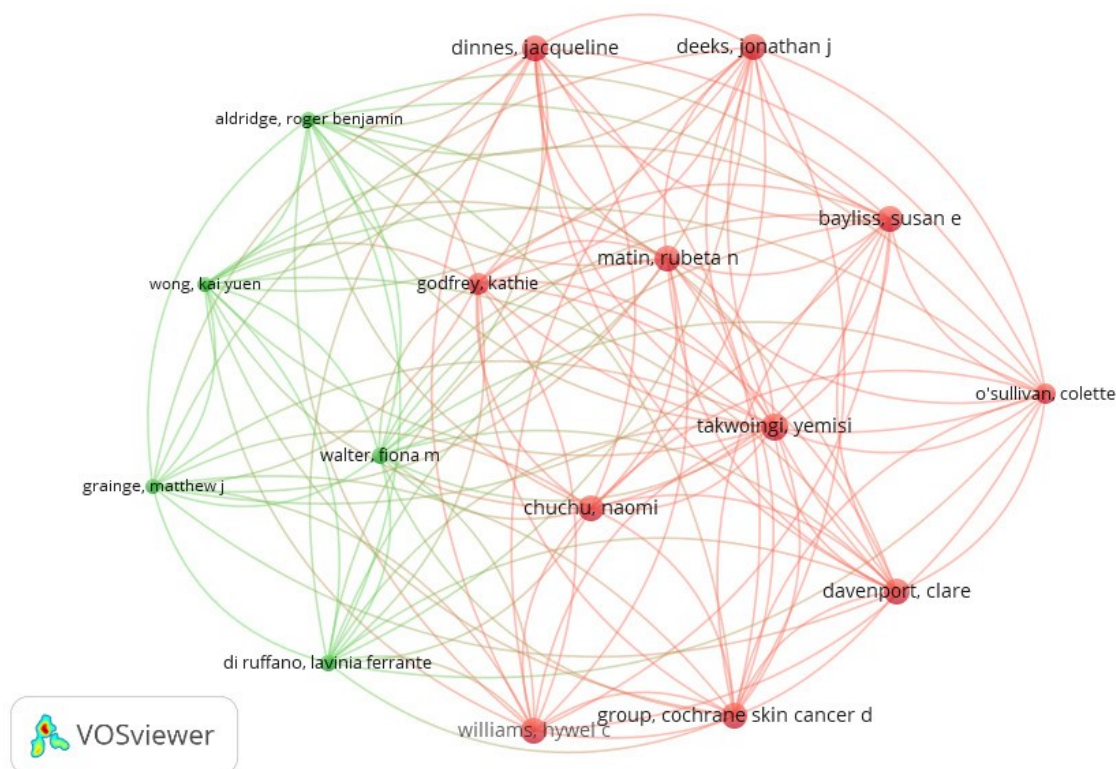 dinnes, jacqueline
deeks, jonathan j
aldridge, roger benjamin
bayliss, susan e
matin, rubeta n
wong, kai yuen
godfrey, kathie
o'sullivan, colette
takwoingi, yemisi
walter, fiona m
grainge, matthew j
chuchu, naomi
davenport, clare
di ruffano, lavinia ferrante
group, cochrane skin cancer d
williams, hywel c
VOSviewer